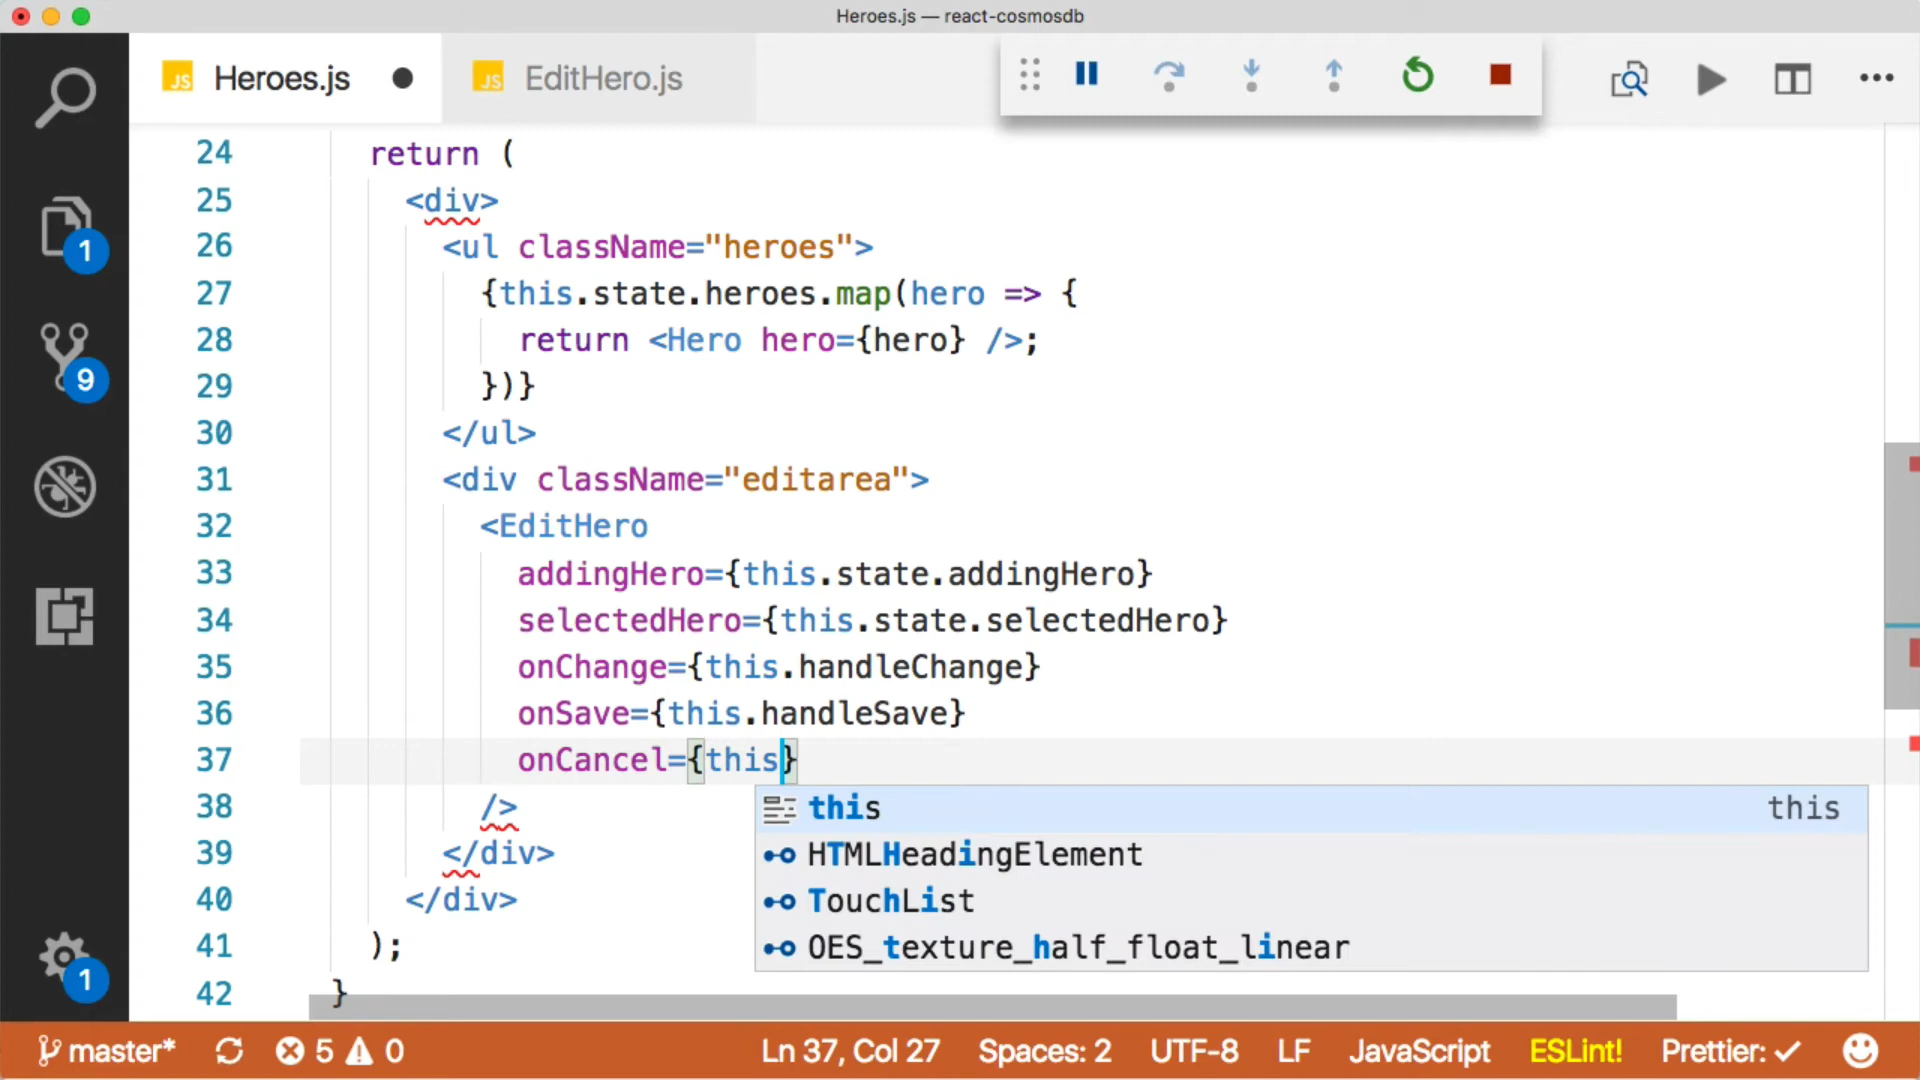 Heroes.js — react-cosmosdb
JS Heroes.js
JS EditHero.js
24 return (
25 <div>
26 <ul className="heroes">
27 {this.state.heroes.map(hero => {
28 return <Hero hero={hero} />;
29 })}
30 </ul>
31 <div className="editarea">
32 <EditHero
33 addingHero={this.state.addingHero}
34 selectedHero={this.state.selectedHero}
35 onChange={this.handleChange}
36 onSave={this.handleSave}
37 onCancel={this}
38 />
39 </div>
40 </div>
41 );
42 }
this this
HTMLHeadingElement
TouchList
OES_texture_half_float_linear
1
9
1
master* 5 0 Ln 37, Col 27 Spaces: 2 UTF-8 LF JavaScript ESLint! Prettier: ✓